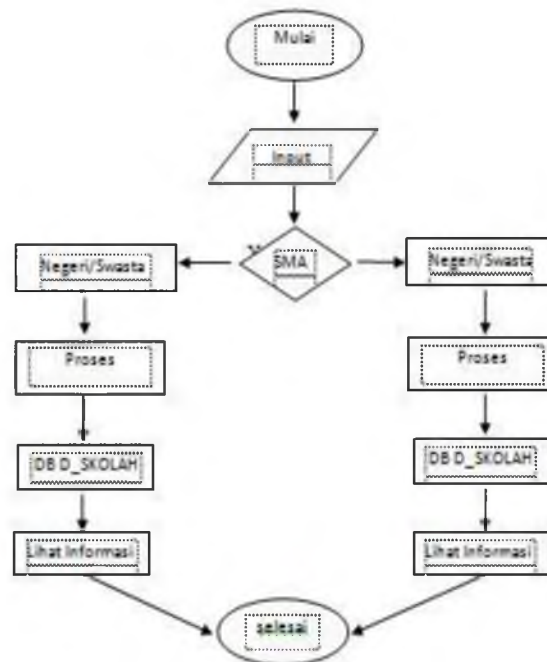 Mulai
Input
SMA
Negeri/Swasta
Negeri/Swasta
Proses
Proses
DB D_SKOLAH
DB D_SKOLAH
Lihat Informasi
Lihat Informasi
selesai